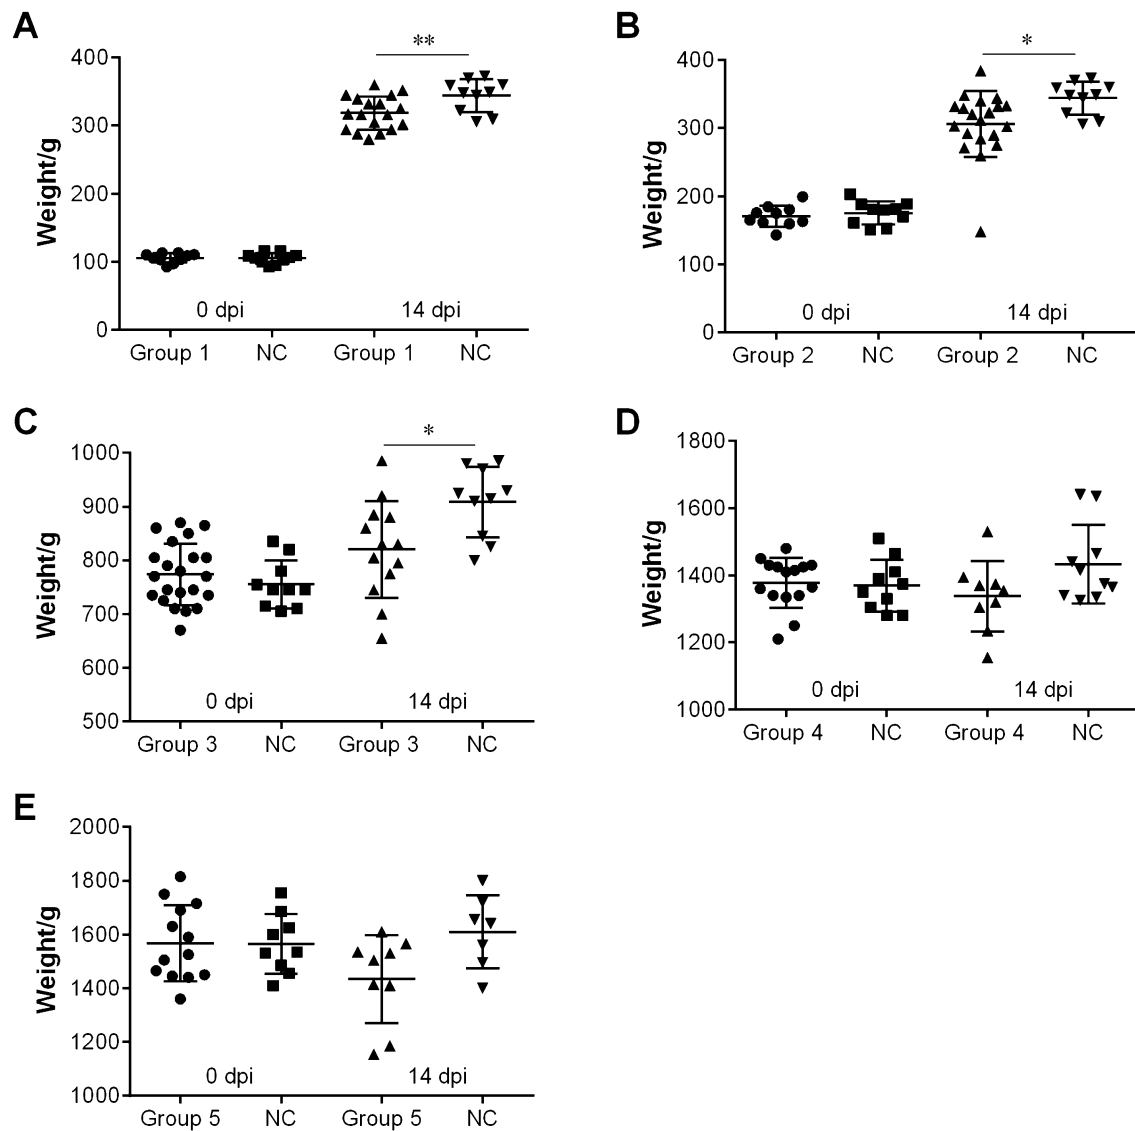 A
Weight/g
400
300
200
100
0
**
0 dpi
14 dpi
Group 1
NC
Group 1
NC
B
Weight/g
400
300
200
100
0
*
0 dpi
14 dpi
Group 2
NC
Group 2
NC
C
Weight/g
1000
900
800
700
600
500
*
0 dpi
14 dpi
Group 3
NC
Group 3
NC
D
Weight/g
1800
1600
1400
1200
1000
0 dpi
14 dpi
Group 4
NC
Group 4
NC
E
Weight/g
2000
1800
1600
1400
1200
1000
0 dpi
14 dpi
Group 5
NC
Group 5
NC